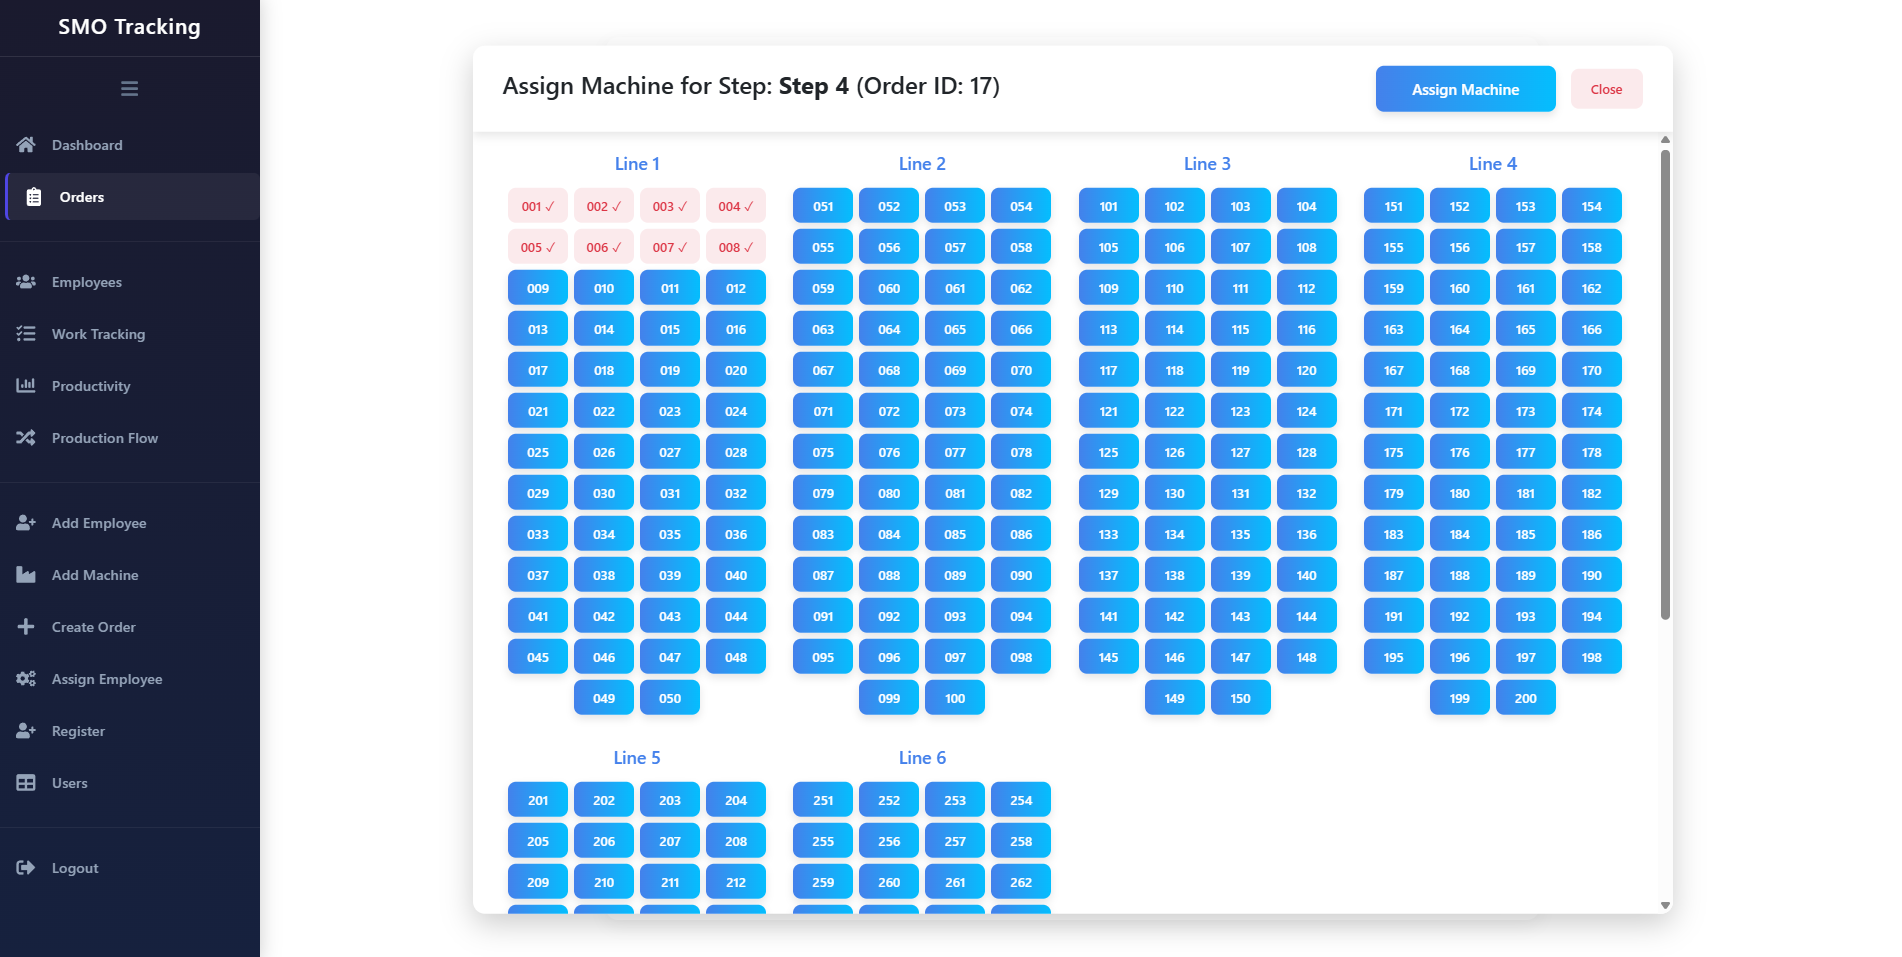 SMO Tracking
Dashboard
Orders
Employees
Work Tracking
Productivity
Production Flow
Add Employee
Add Machine
Create Order
Assign Employee
Register
Users
Logout
Assign Machine for Step: Step 4 (Order ID: 17)
Assign Machine
Close
Line 1
001 ✓ 002 ✓ 003 ✓ 004 ✓
005 ✓ 006 ✓ 007 ✓ 008 ✓
009 010 011 012
013 014 015 016
017 018 019 020
021 022 023 024
025 026 027 028
029 030 031 032
033 034 035 036
037 038 039 040
041 042 043 044
045 046 047 048
049 050
Line 2
051 052 053 054
055 056 057 058
059 060 061 062
063 064 065 066
067 068 069 070
071 072 073 074
075 076 077 078
079 080 081 082
083 084 085 086
087 088 089 090
091 092 093 094
095 096 097 098
099 100
Line 3
101 102 103 104
105 106 107 108
109 110 111 112
113 114 115 116
117 118 119 120
121 122 123 124
125 126 127 128
129 130 131 132
133 134 135 136
137 138 139 140
141 142 143 144
145 146 147 148
149 150
Line 4
151 152 153 154
155 156 157 158
159 160 161 162
163 164 165 166
167 168 169 170
171 172 173 174
175 176 177 178
179 180 181 182
183 184 185 186
187 188 189 190
191 192 193 194
195 196 197 198
199 200
Line 5
201 202 203 204
205 206 207 208
209 210 211 212
Line 6
251 252 253 254
255 256 257 258
259 260 261 262